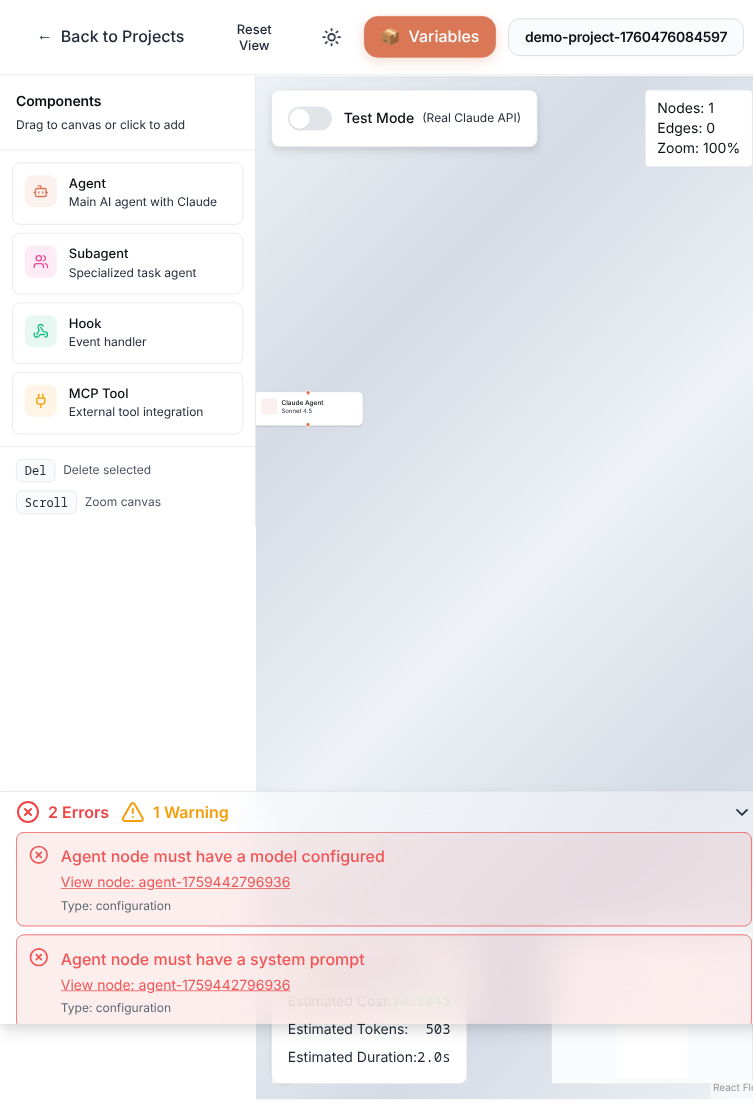 ← Back to Projects
Reset
View
Variables
demo-project-1760476084597
Components
Drag to canvas or click to add
Agent
Main AI agent with Claude
Subagent
Specialized task agent
Hook
Event handler
MCP Tool
External tool integration
Del Delete selected
Scroll Zoom canvas
Test Mode (Real Claude API)
Nodes: 1
Edges: 0
Zoom: 100%
Claude Agent
Sonnet 4.5
2 Errors 1 Warning
Agent node must have a model configured
View node: agent-1759442796936
Type: configuration
Agent node must have a system prompt
View node: agent-1759442796936
Type: configuration
Estimated Cost:$0.0045
Estimated Tokens: 503
Estimated Duration:2.0s
React Fl